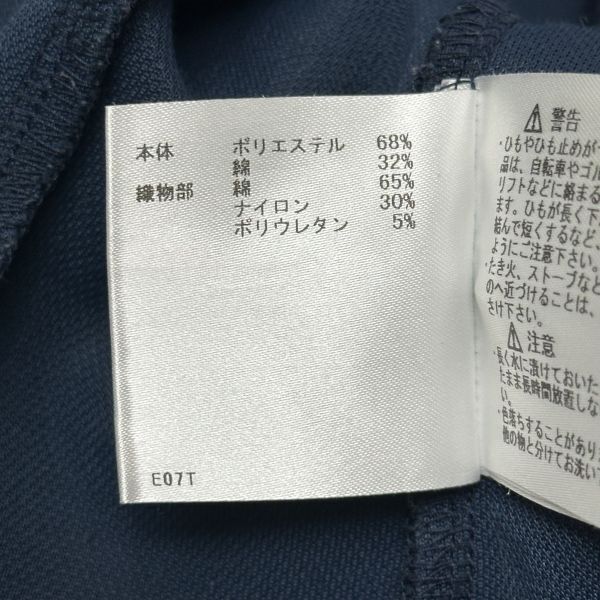 本体 ポリエステル 68%
綿 32%
織物部 綿 65%
ナイロン 30%
ポリウレタン 5%
E07T
警告
・ひもやひも止めが
品は、自転車やゴル
リフトなどに絡まる
ます。ひもが長く下
結んで短くするなど、
ようにご注意下さい。
・たき火、ストーブなど
のへ近づけることは、
さけ下さい。
注意
・長く水に漬けておいた
たまま長時間放置しな
い。
・色落ちすることがあり
他の物と分けてお洗い